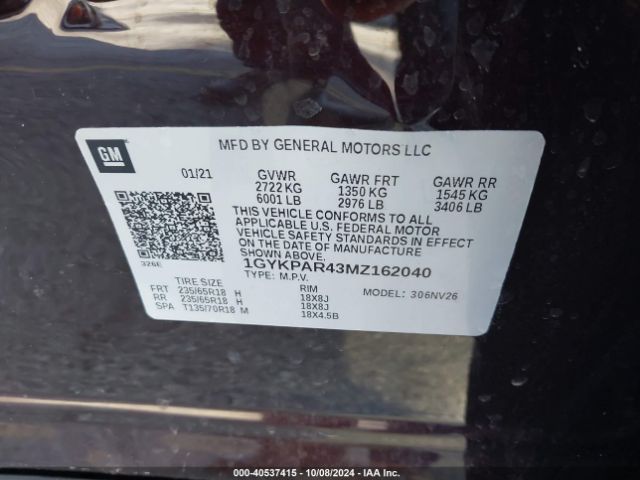 GM
MFD BY GENERAL MOTORS LLC
01/21 GVWR GAWR FRT GAWR RR
2722 KG 1350 KG 1545 KG
6001 LB 2976 LB 3406 LB
THIS VEHICLE CONFORMS TO ALL
APPLICABLE U.S. FEDERAL MOTOR
VEHICLE SAFETY STANDARDS IN EFFECT
ON THE DATE OF MANUFACTURE
SHOWN ABOVE.
1GYKPAR43MZ162040
326E
TYPE: M.P.V.
TIRE SIZE RIM MODEL: 306NV26
FRT 235/65R18 H 18X8J
RR 235/65R18 H 18X8J
SPA T135/70R18 M 18X4.5B
000-40537415 | 10/08/2024 | IAA Inc.